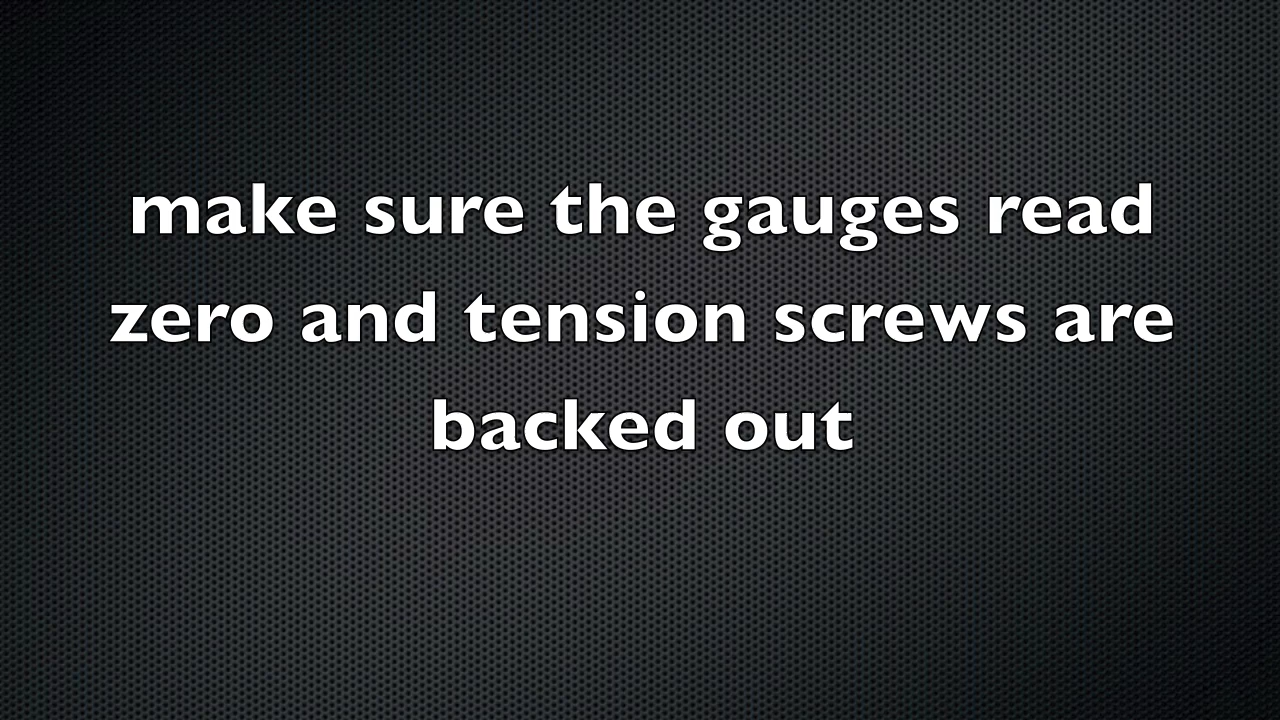 make sure the gauges read
zero and tension screws are
backed out